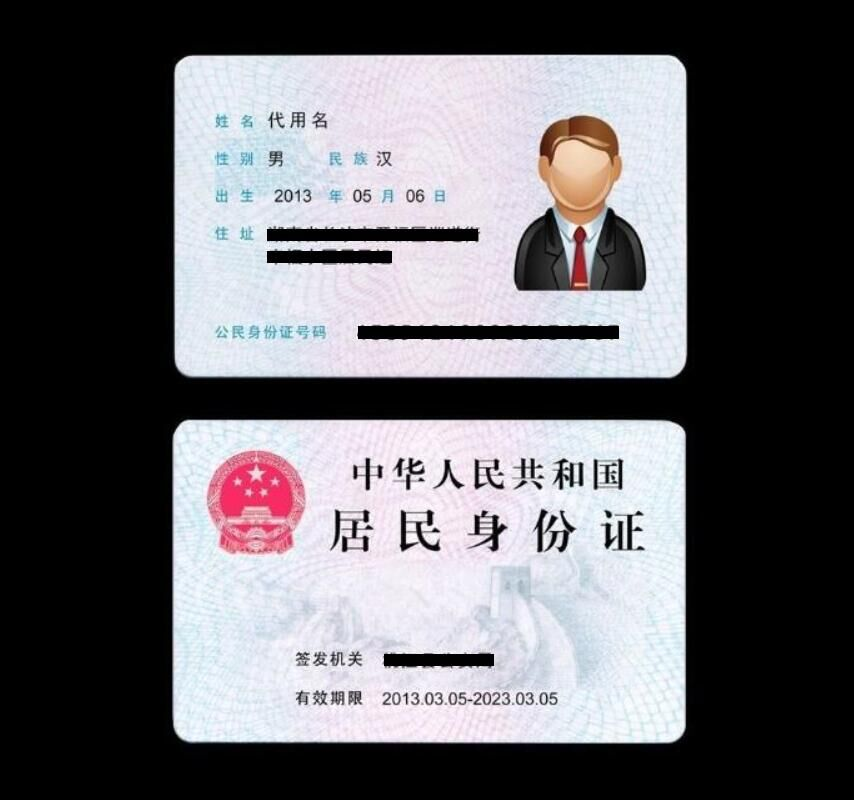 姓名 代用名
性别 男 民族 汉
出生 2013 年 05 月 06 日
住址
公民身份证号码
中华人民共和国
居民身份证
签发机关
有效期限 2013.03.05-2023.03.05